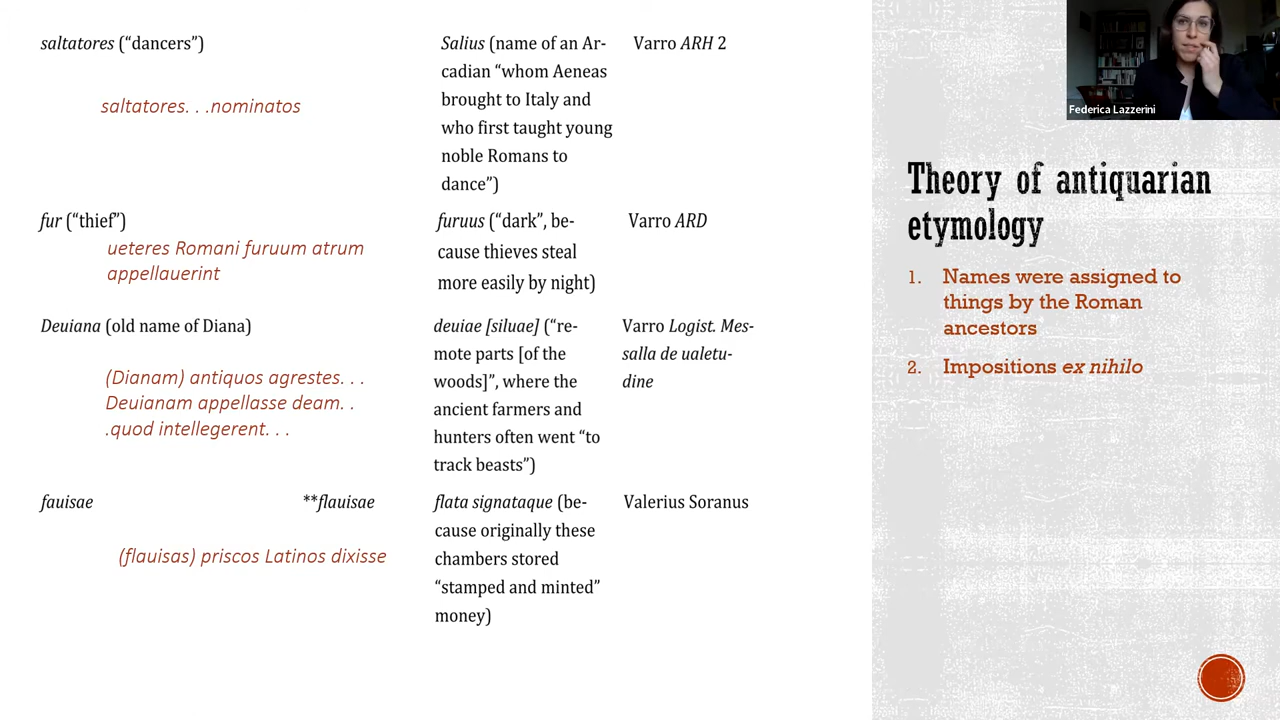 saltatores (“dancers”)
saltatores. . .nominatos
Salius (name of an Ar-
cadian “whom Aeneas
brought to Italy and
who first taught young
noble Romans to
dance”)
Varro ARH 2
fur (“thief”)
ueteres Romani furuum atrum
appellauerint
furuus (“dark”, be-
cause thieves steal
more easily by night)
Varro ARD
Deuiana (old name of Diana)
(Dianam) antiquos agrestes. . .
Deuianam appellasse deam. .
.quod intellegerent. . .
deuiae [siluae] (“re-
mote parts [of the
woods]”, where the
ancient farmers and
hunters often went “to
track beasts”)
Varro Logist. Mes-
salla de ualetu-
dine
fauisae
**flauisae
(flauisas) priscos Latinos dixisse
flata signataque (be-
cause originally these
chambers stored
“stamped and minted”
money)
Valerius Soranus
Federica Lazzerini
Theory of antiquarian
etymology
1. Names were assigned to
things by the Roman
ancestors
2. Impositions ex nihilo